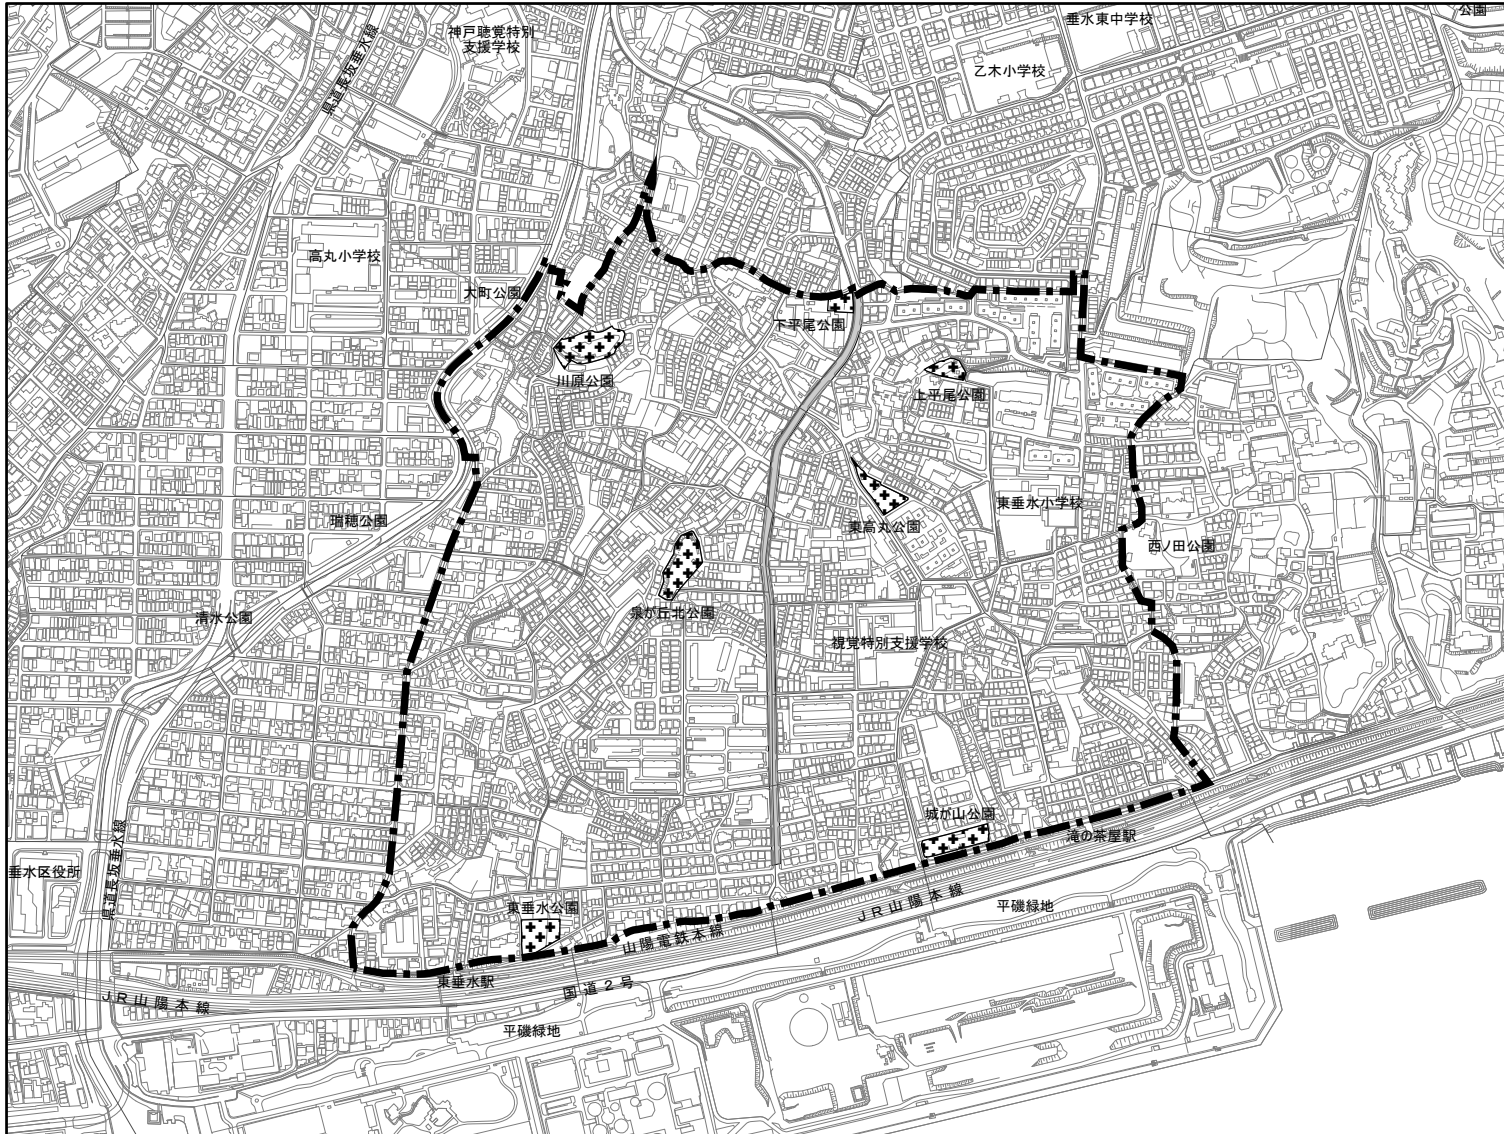 公園
垂水東中学校
神戸聴覚特別
支援学校
県道長坂垂水線
乙木小学校
高丸小学校
大町公園
下平尾公園
川原公園
上平尾公園
東高丸公園
東垂水小学校
瑞穂公園
西ノ田公園
清水公園
泉が丘北公園
視覚特別支援学校
城が山公園
滝の茶屋駅
県道長坂垂水線
垂水区役所
東垂水公園
平磯緑地
JR山陽本線
山陽電鉄本線
東垂水駅
国道2号
JR山陽本線
平磯緑地